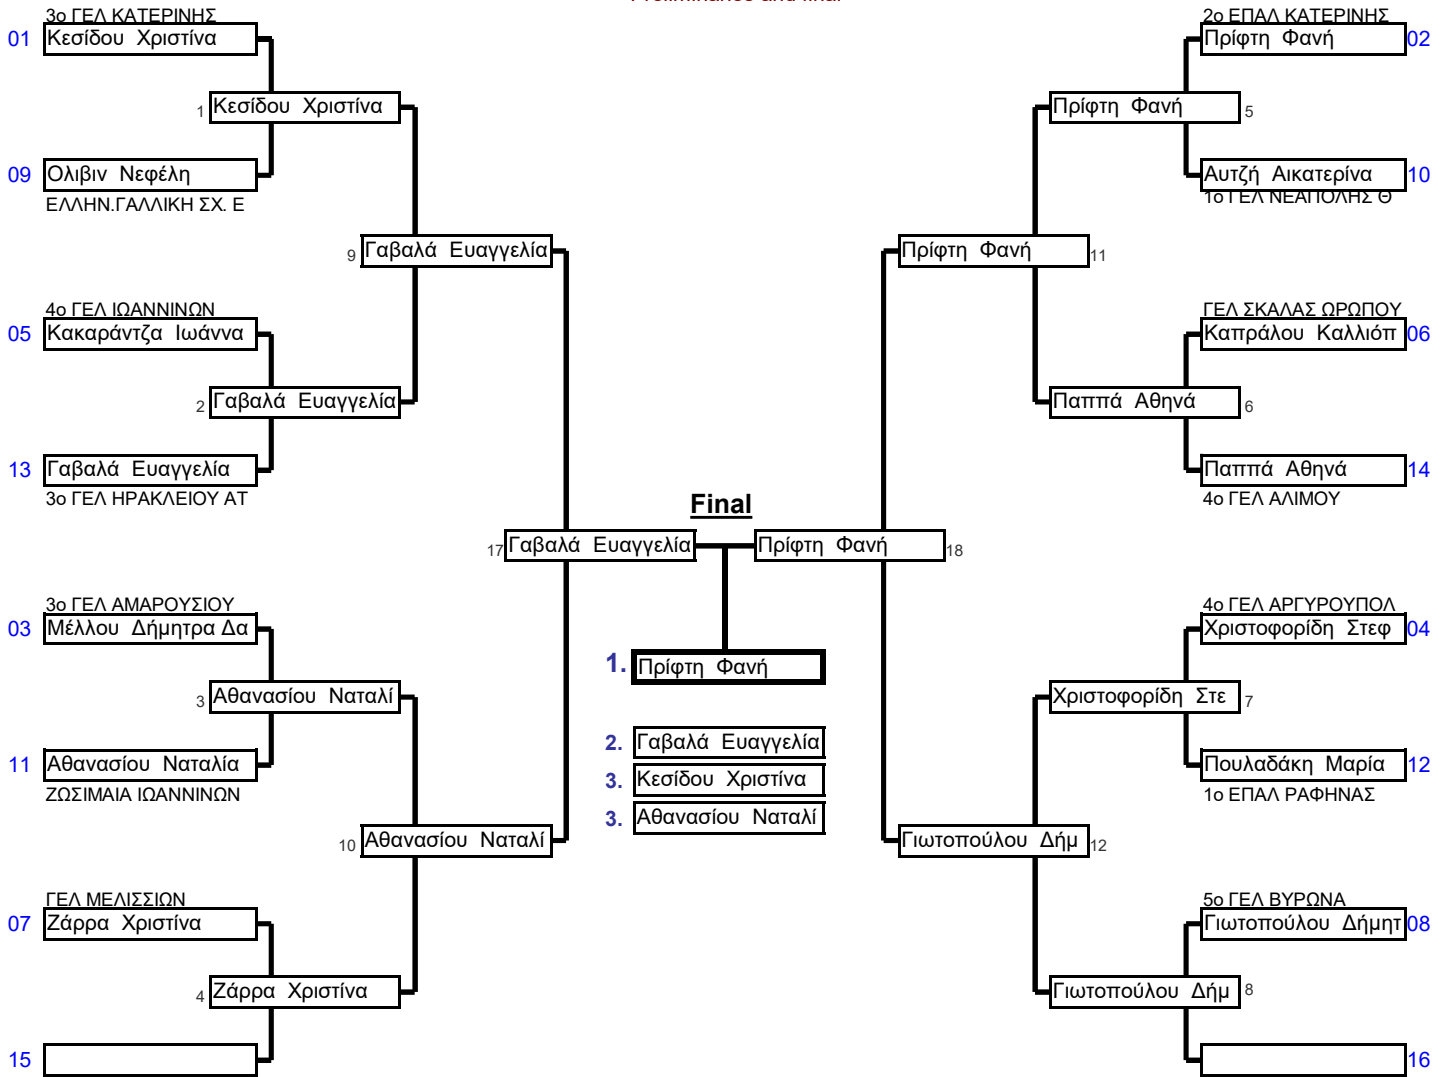 Preliminaries and final
3ο ΓΕΛ ΚΑΤΕΡΙΝΗΣ
01 Κεσίδου Χριστίνα
1 Κεσίδου Χριστίνα
09 Ολιβιν Νεφέλη
ΕΛΛΗΝ.ΓΑΛΛΙΚΗ ΣΧ. Ε
9 Γαβαλά Ευαγγελία
4ο ΓΕΛ ΙΩΑΝΝΙΝΩΝ
05 Κακαράντζα Ιωάννα
2 Γαβαλά Ευαγγελία
13 Γαβαλά Ευαγγελία
3ο ΓΕΛ ΗΡΑΚΛΕΙΟΥ ΑΤ
17 Γαβαλά Ευαγγελία
3ο ΓΕΛ ΑΜΑΡΟΥΣΙΟΥ
03 Μέλλου Δήμητρα Δα
3 Αθανασίου Ναταλί
11 Αθανασίου Ναταλία
ΖΩΣΙΜΑΙΑ ΙΩΑΝΝΙΝΩΝ
10 Αθανασίου Ναταλί
ΓΕΛ ΜΕΛΙΣΣΙΩΝ
07 Ζάρρα Χριστίνα
4 Ζάρρα Χριστίνα
15
Final
1. Πρίφτη Φανή
2. Γαβαλά Ευαγγελία
3. Κεσίδου Χριστίνα
3. Αθανασίου Ναταλί
2ο ΕΠΑΛ ΚΑΤΕΡΙΝΗΣ
Πρίφτη Φανή 02
Πρίφτη Φανή 5
Αυτζή Αικατερίνα 10
1ο ΓΕΛ ΝΕΑΠΟΛΗΣ Θ
Πρίφτη Φανή 11
ΓΕΛ ΣΚΑΛΑΣ ΩΡΩΠΟΥ
Καπράλου Καλλιόπ 06
Παππά Αθηνά 6
Παππά Αθηνά 14
4ο ΓΕΛ ΑΛΙΜΟΥ
Πρίφτη Φανή 18
4ο ΓΕΛ ΑΡΓΥΡΟΥΠΟΛ
Χριστοφορίδη Στεφ 04
Χριστοφορίδη Στε 7
Πουλαδάκη Μαρία 12
1ο ΕΠΑΛ ΡΑΦΗΝΑΣ
Γιωτοπούλου Δήμ 12
5ο ΓΕΛ ΒΥΡΩΝΑ
Γιωτοπούλου Δήμητ 08
Γιωτοπούλου Δήμ 8
16